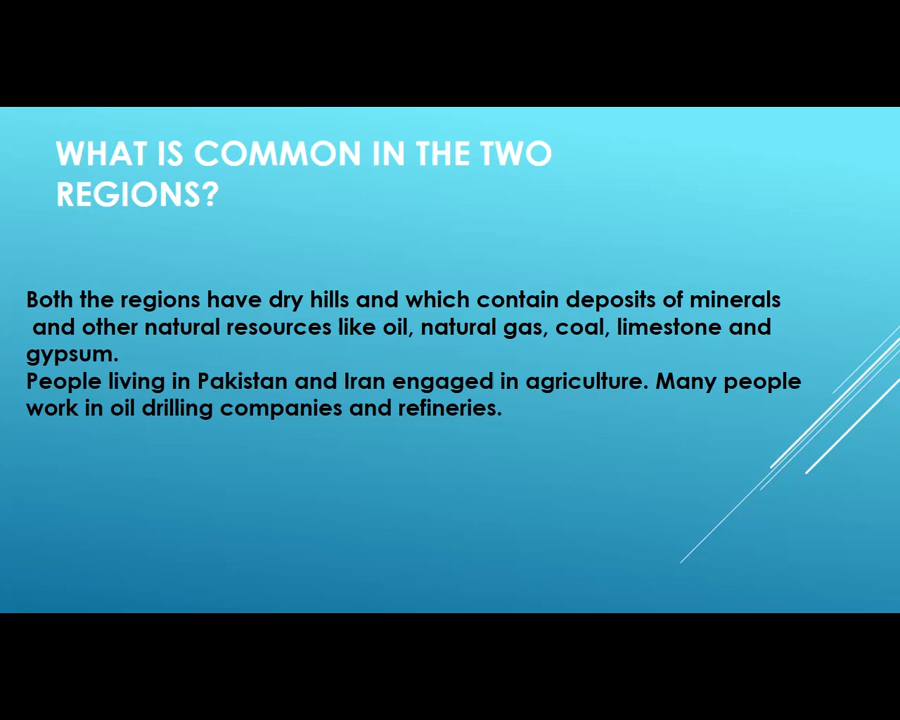 WHAT IS COMMON IN THE TWO
REGIONS?
Both the regions have dry hills and which contain deposits of minerals
and other natural resources like oil, natural gas, coal, limestone and
gypsum.
People living in Pakistan and Iran engaged in agriculture. Many people
work in oil drilling companies and refineries.